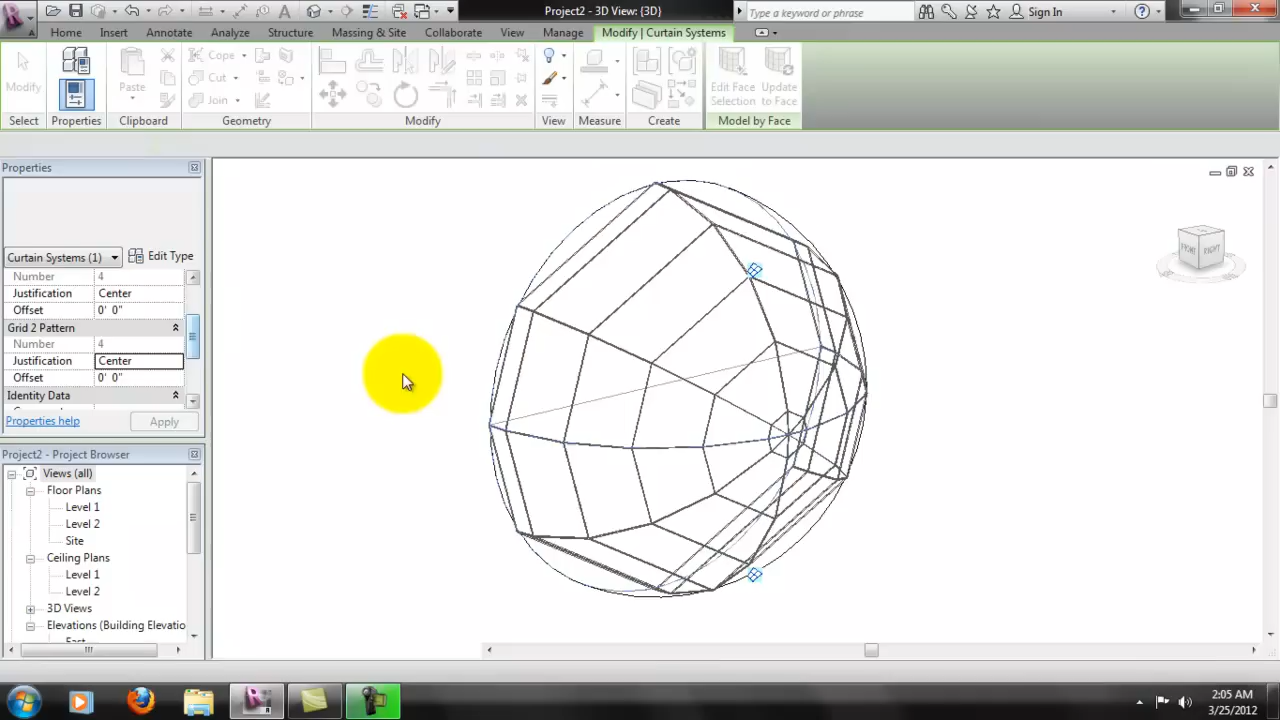 Project2 - 3D View: {3D}
Type a keyword or phrase
Sign In
Home
Insert
Annotate
Analyze
Structure
Massing & Site
Collaborate
View
Manage
Modify | Curtain Systems
Modify
Paste
Cope
Cut
Join
Edit Face Selection
Update to Face
Select
Properties
Clipboard
Geometry
Modify
View
Measure
Create
Model by Face
Properties
Curtain Systems (1)
Edit Type
Number 4
Justification Center
Offset 0' 0"
Grid 2 Pattern
Number 4
Justification Center
Offset 0' 0"
Identity Data
Properties help
Apply
Project2 - Project Browser
Views (all)
Floor Plans
Level 1
Level 2
Site
Ceiling Plans
Level 1
Level 2
3D Views
Elevations (Building Elevatio
East
FRONT
RIGHT
2:05 AM
3/25/2012